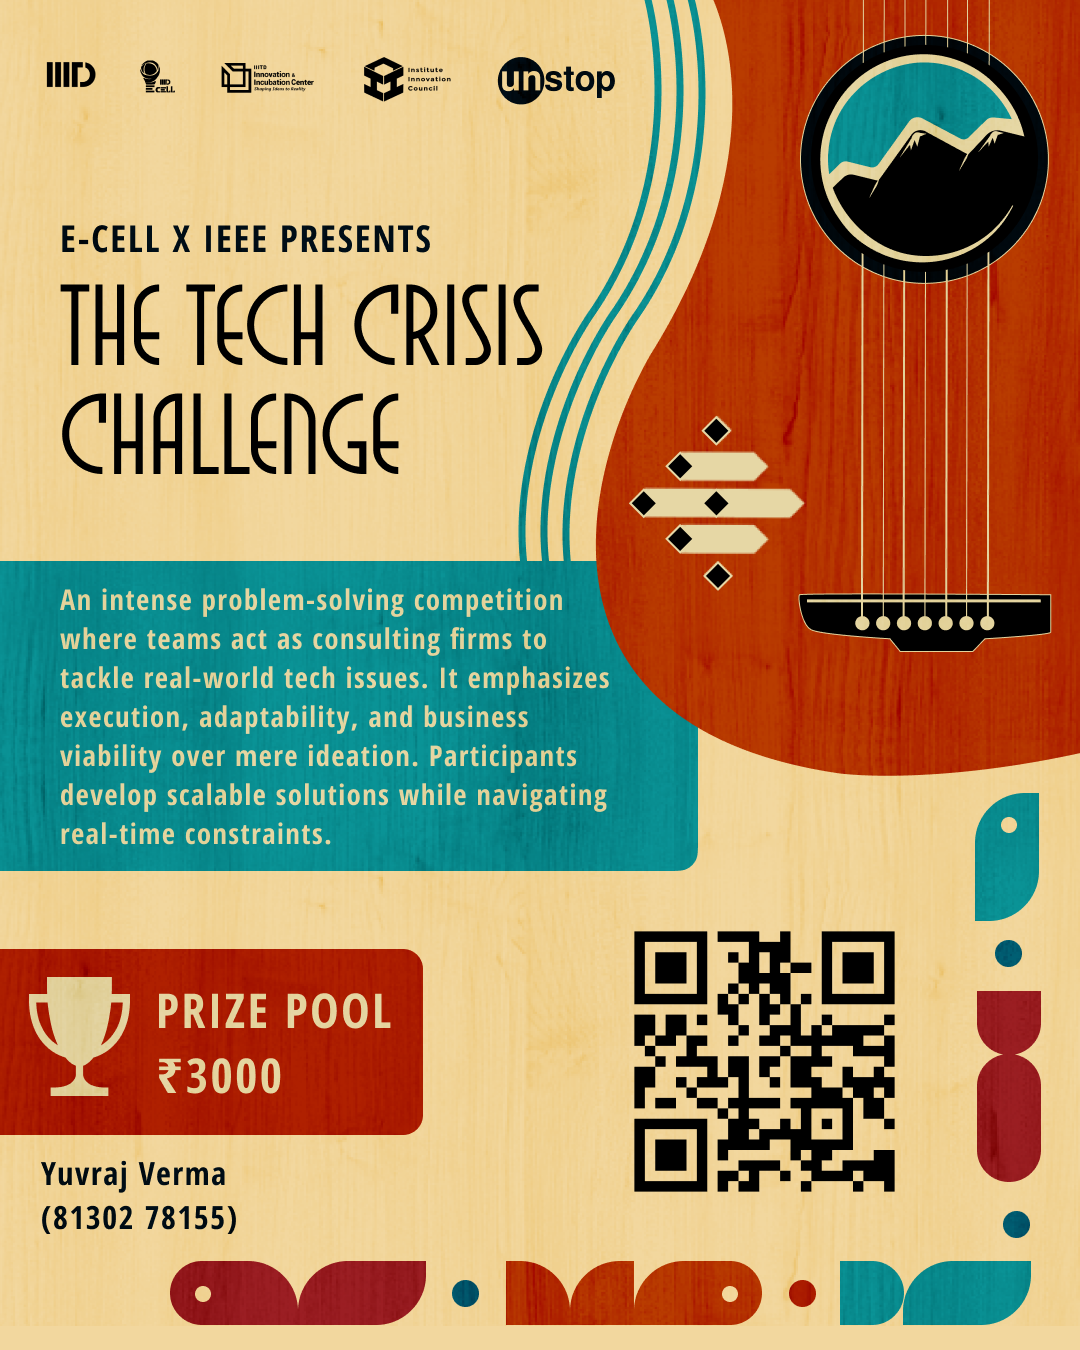 IIID
IIID
CELL
IIITD
Innovation &
Incubation Center
Shaping Ideas to Reality
Institute
Innovation
Council
unstop
E-CELL X IEEE PRESENTS
THE TECH CRISIS
CHALLENGE
An intense problem-solving competition
where teams act as consulting firms to
tackle real-world tech issues. It emphasizes
execution, adaptability, and business
viability over mere ideation. Participants
develop scalable solutions while navigating
real-time constraints.
PRIZE POOL
₹3000
Yuvraj Verma
(81302 78155)